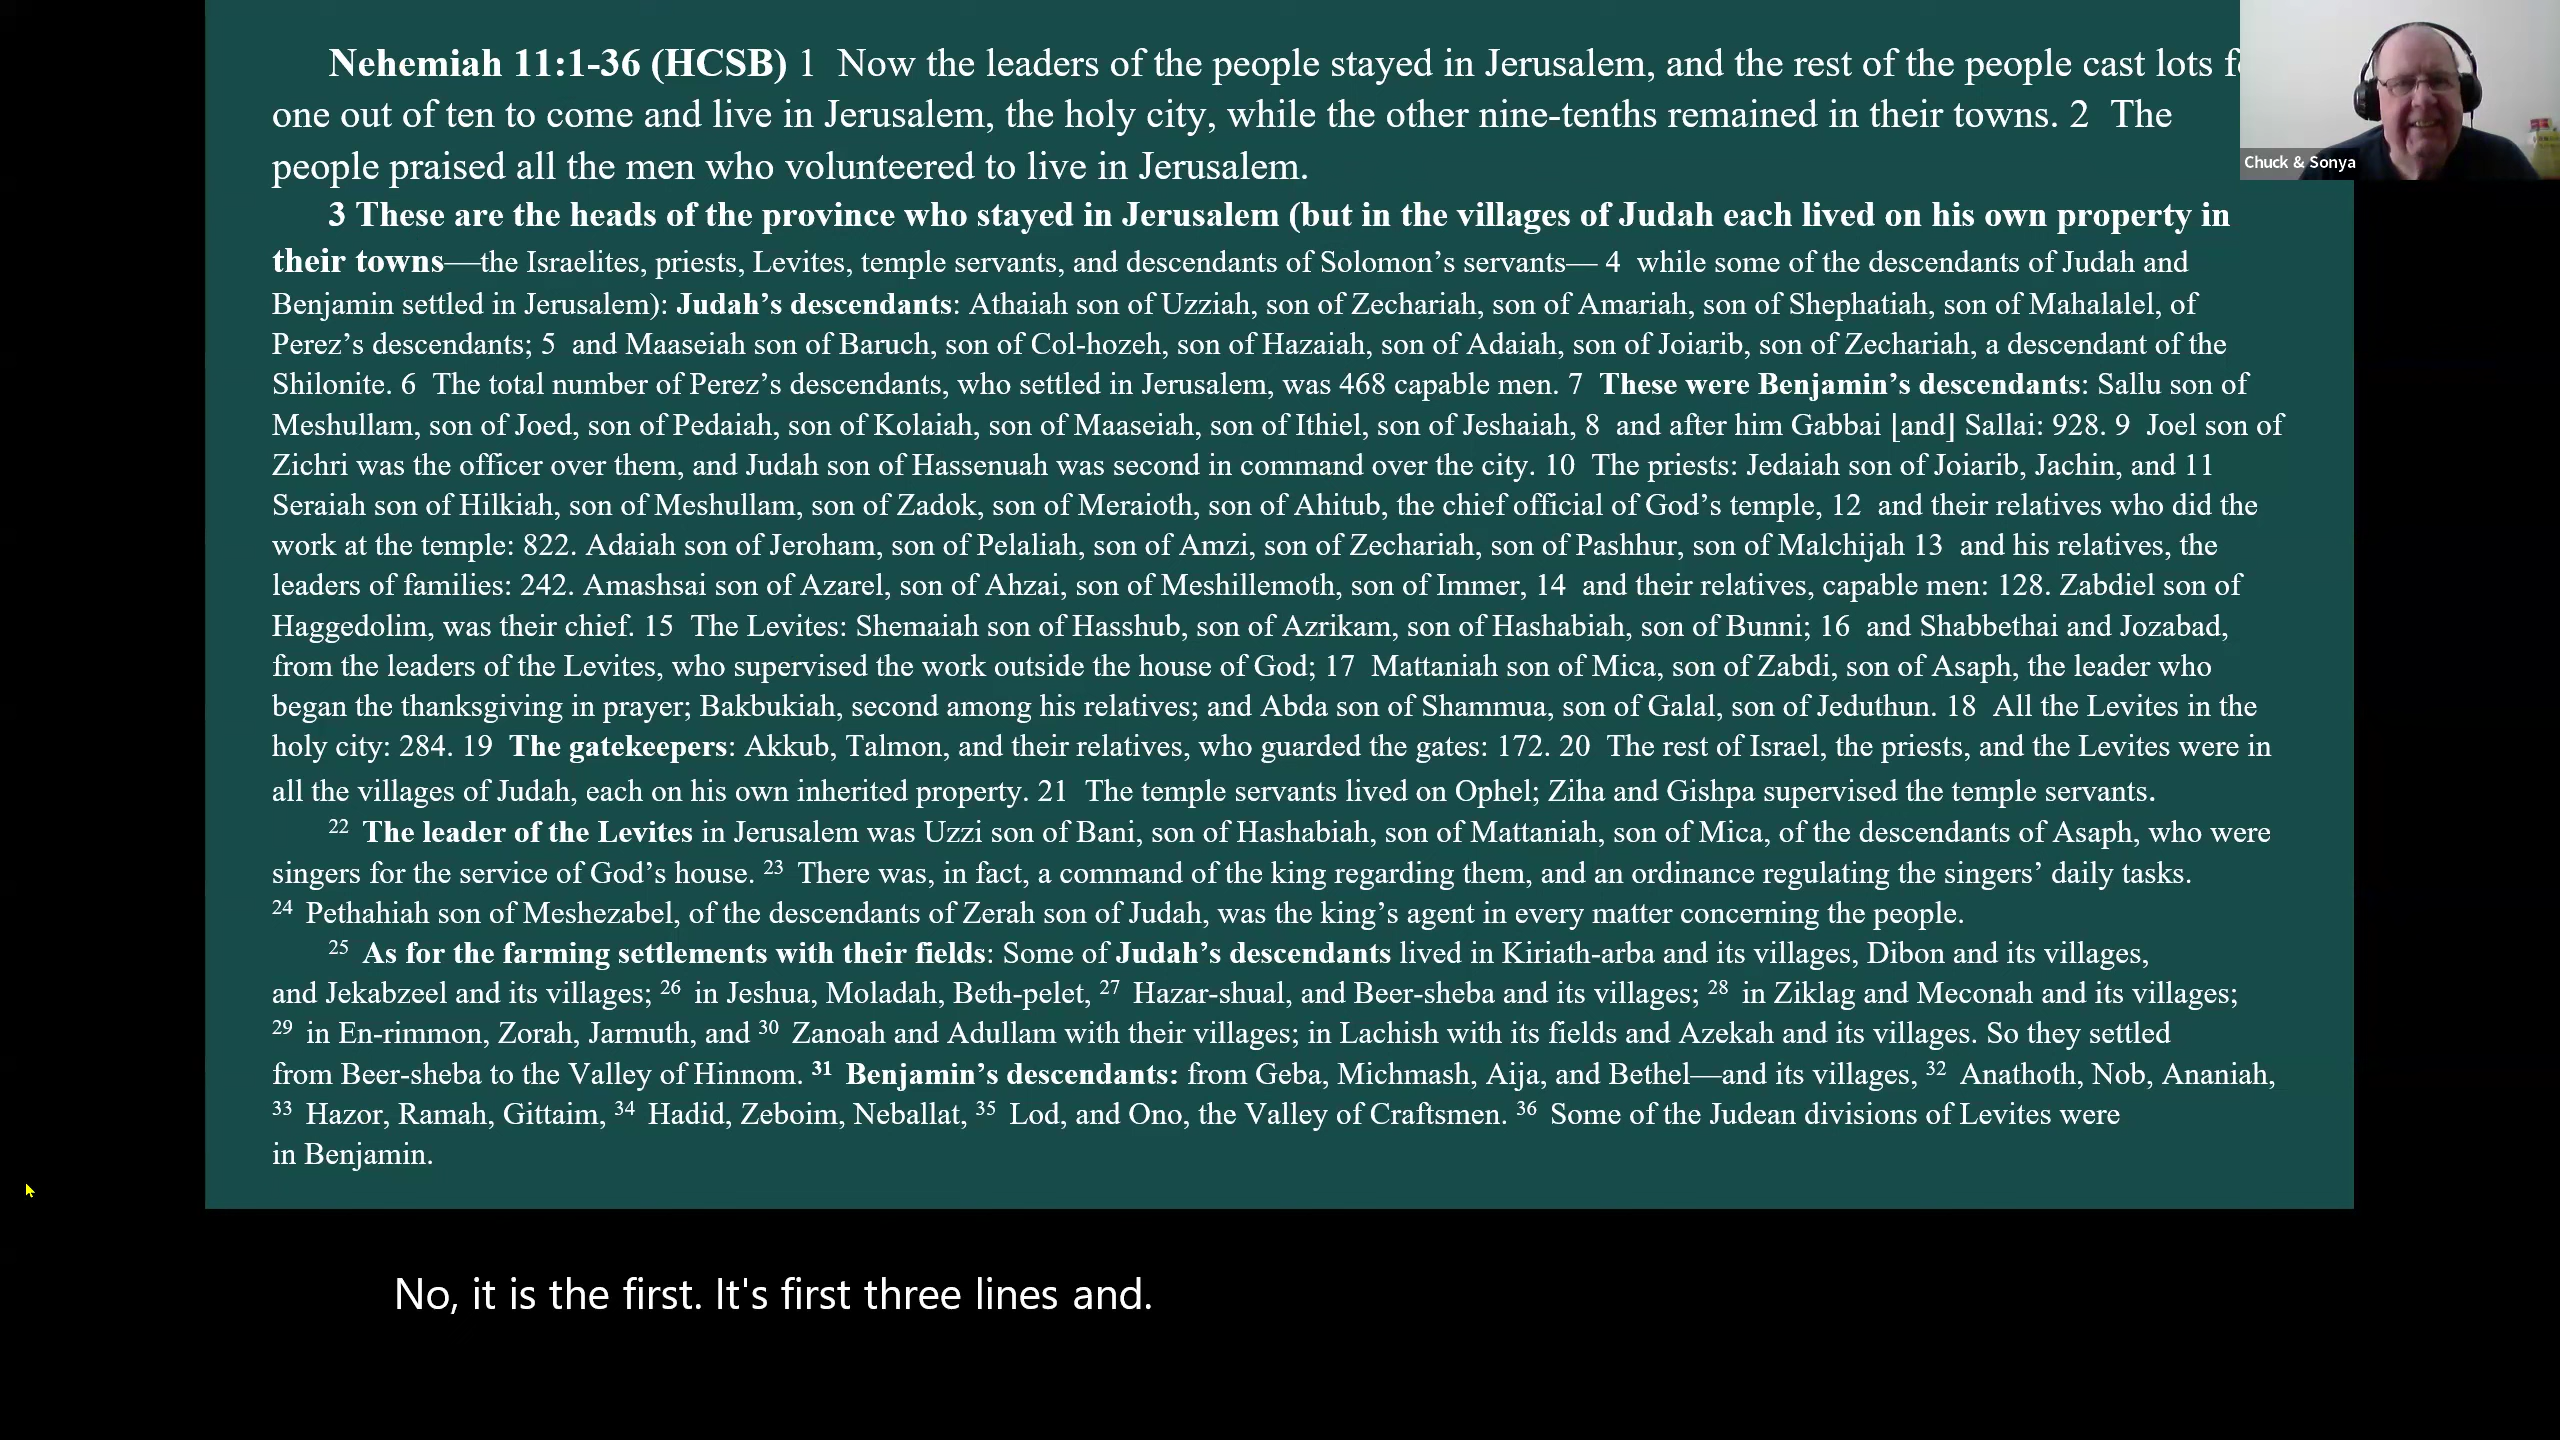 Nehemiah 11:1-36 (HCSB) 1 Now the leaders of the people stayed in Jerusalem, and the rest of the people cast lots
one out of ten to come and live in Jerusalem, the holy city, while the other nine-tenths remained in their towns. 2 The
people praised all the men who volunteered to live in Jerusalem.
Chuck & Sonya
3 These are the heads of the province who stayed in Jerusalem (but in the villages of Judah each lived on his own property in
their towns—the Israelites, priests, Levites, temple servants, and descendants of Solomon’s servants— 4 while some of the descendants of Judah and
Benjamin settled in Jerusalem): Judah’s descendants: Athaiah son of Uzziah, son of Zechariah, son of Amariah, son of Shephatiah, son of Mahalalel, of
Perez’s descendants; 5 and Maaseiah son of Baruch, son of Col-hozeh, son of Hazaiah, son of Adaiah, son of Joiarib, son of Zechariah, a descendant of the
Shilonite. 6 The total number of Perez’s descendants, who settled in Jerusalem, was 468 capable men. 7 These were Benjamin’s descendants: Sallu son of
Meshullam, son of Joed, son of Pedaiah, son of Kolaiah, son of Maaseiah, son of Ithiel, son of Jeshaiah, 8 and after him Gabbai [and] Sallai: 928. 9 Joel son of
Zichri was the officer over them, and Judah son of Hassenuah was second in command over the city. 10 The priests: Jedaiah son of Joiarib, Jachin, and 11
Seraiah son of Hilkiah, son of Meshullam, son of Zadok, son of Meraioth, son of Ahitub, the chief official of God’s temple, 12 and their relatives who did the
work at the temple: 822. Adaiah son of Jeroham, son of Pelaliah, son of Amzi, son of Zechariah, son of Pashhur, son of Malchijah 13 and his relatives, the
leaders of families: 242. Amashsai son of Azarel, son of Ahzai, son of Meshillemoth, son of Immer, 14 and their relatives, capable men: 128. Zabdiel son of
Haggedolim, was their chief. 15 The Levites: Shemaiah son of Hasshub, son of Azrikam, son of Hashabiah, son of Bunni; 16 and Shabbethai and Jozabad,
from the leaders of the Levites, who supervised the work outside the house of God; 17 Mattaniah son of Mica, son of Zabdi, son of Asaph, the leader who
began the thanksgiving in prayer; Bakbukiah, second among his relatives; and Abda son of Shammua, son of Galal, son of Jeduthun. 18 All the Levites in the
holy city: 284. 19 The gatekeepers: Akkub, Talmon, and their relatives, who guarded the gates: 172. 20 The rest of Israel, the priests, and the Levites were in
all the villages of Judah, each on his own inherited property. 21 The temple servants lived on Ophel; Ziha and Gishpa supervised the temple servants.
22 The leader of the Levites in Jerusalem was Uzzi son of Bani, son of Hashabiah, son of Mattaniah, son of Mica, of the descendants of Asaph, who were
singers for the service of God’s house. 23 There was, in fact, a command of the king regarding them, and an ordinance regulating the singers’ daily tasks.
24 Pethahiah son of Meshezabel, of the descendants of Zerah son of Judah, was the king’s agent in every matter concerning the people.
25 As for the farming settlements with their fields: Some of Judah’s descendants lived in Kiriath-arba and its villages, Dibon and its villages,
and Jekabzeel and its villages; 26 in Jeshua, Moladah, Beth-pelet, 27 Hazar-shual, and Beer-sheba and its villages; 28 in Ziklag and Meconah and its villages;
29 in En-rimmon, Zorah, Jarmuth, and 30 Zanoah and Adullam with their villages; in Lachish with its fields and Azekah and its villages. So they settled
from Beer-sheba to the Valley of Hinnom. 31 Benjamin’s descendants: from Geba, Michmash, Aija, and Bethel—and its villages, 32 Anathoth, Nob, Ananiah,
33 Hazor, Ramah, Gittaim, 34 Hadid, Zeboim, Neballat, 35 Lod, and Ono, the Valley of Craftsmen. 36 Some of the Judean divisions of Levites were
in Benjamin.
No, it is the first. It's first three lines and.